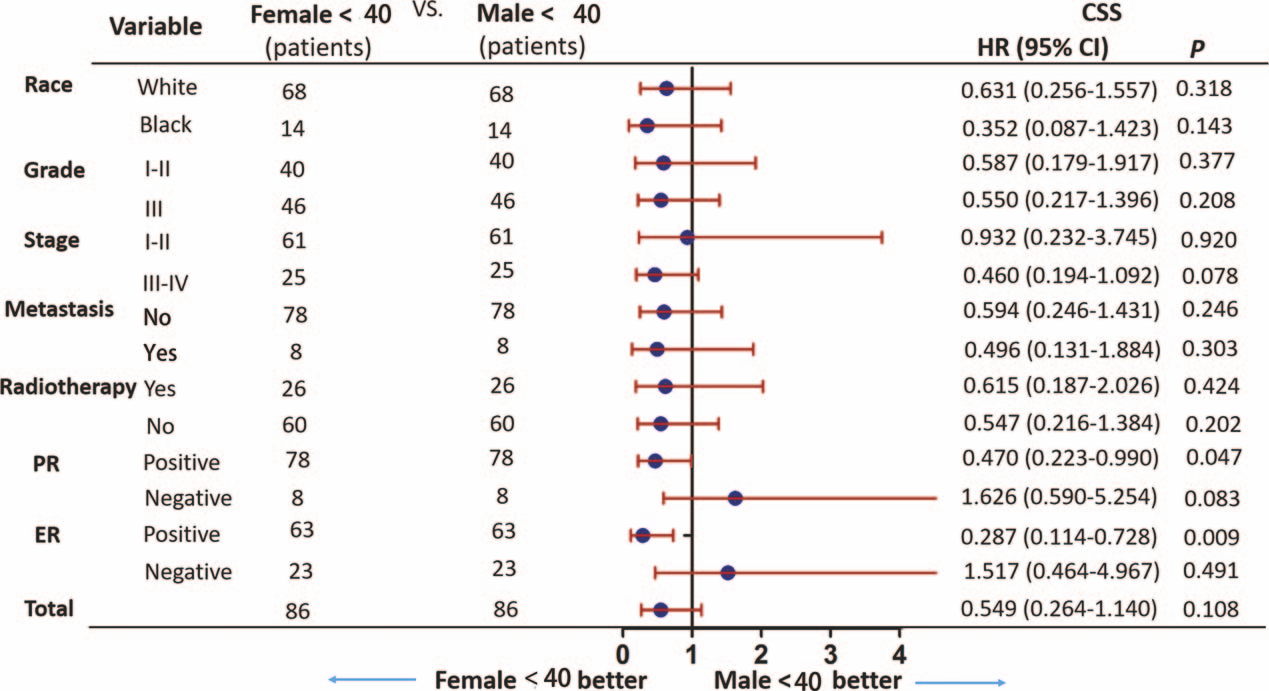 Variable Female < 40 VS. Male < 40 CSS
(patients) (patients) HR (95% CI) P
Race White 68 68 0.631 (0.256-1.557) 0.318
Black 14 14 0.352 (0.087-1.423) 0.143
Grade I-II 40 40 0.587 (0.179-1.917) 0.377
III 46 46 0.550 (0.217-1.396) 0.208
Stage I-II 61 61 0.932 (0.232-3.745) 0.920
III-IV 25 25 0.460 (0.194-1.092) 0.078
Metastasis No 78 78 0.594 (0.246-1.431) 0.246
Yes 8 8 0.496 (0.131-1.884) 0.303
Radiotherapy Yes 26 26 0.615 (0.187-2.026) 0.424
No 60 60 0.547 (0.216-1.384) 0.202
PR Positive 78 78 0.470 (0.223-0.990) 0.047
Negative 8 8 1.626 (0.590-5.254) 0.083
ER Positive 63 63 0.287 (0.114-0.728) 0.009
Negative 23 23 1.517 (0.464-4.967) 0.491
Total 86 86 0.549 (0.264-1.140) 0.108
0 1 2 3 4
Female < 40 better Male < 40 better